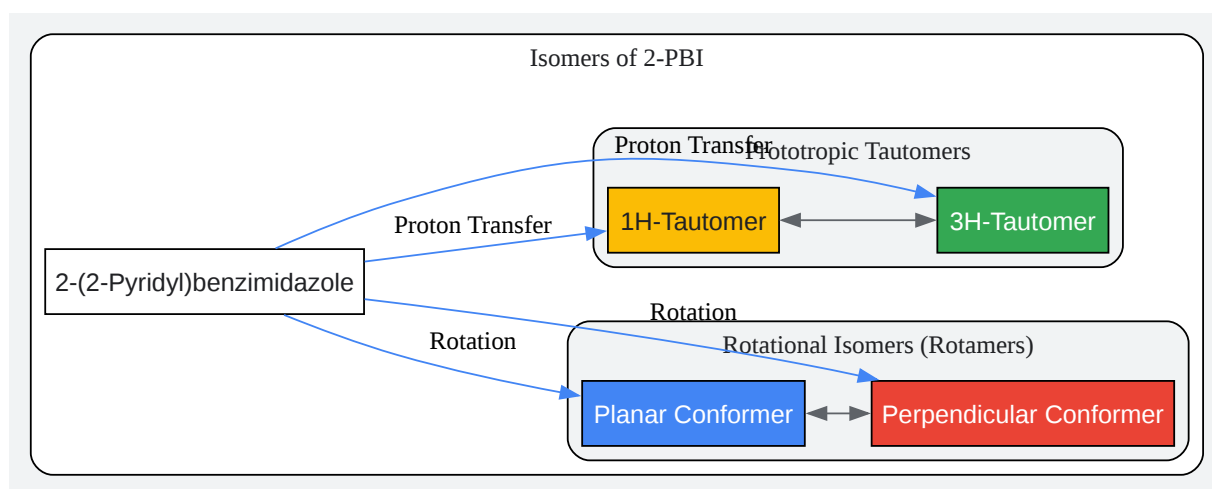 Isomers of 2-PBI
Proton Transfer
Prototropic Tautomers
Proton Transfer
1H-Tautomer
3H-Tautomer
2-(2-Pyridyl)benzimidazole
Rotation
Rotation
Rotational Isomers (Rotamers)
Planar Conformer
Perpendicular Conformer